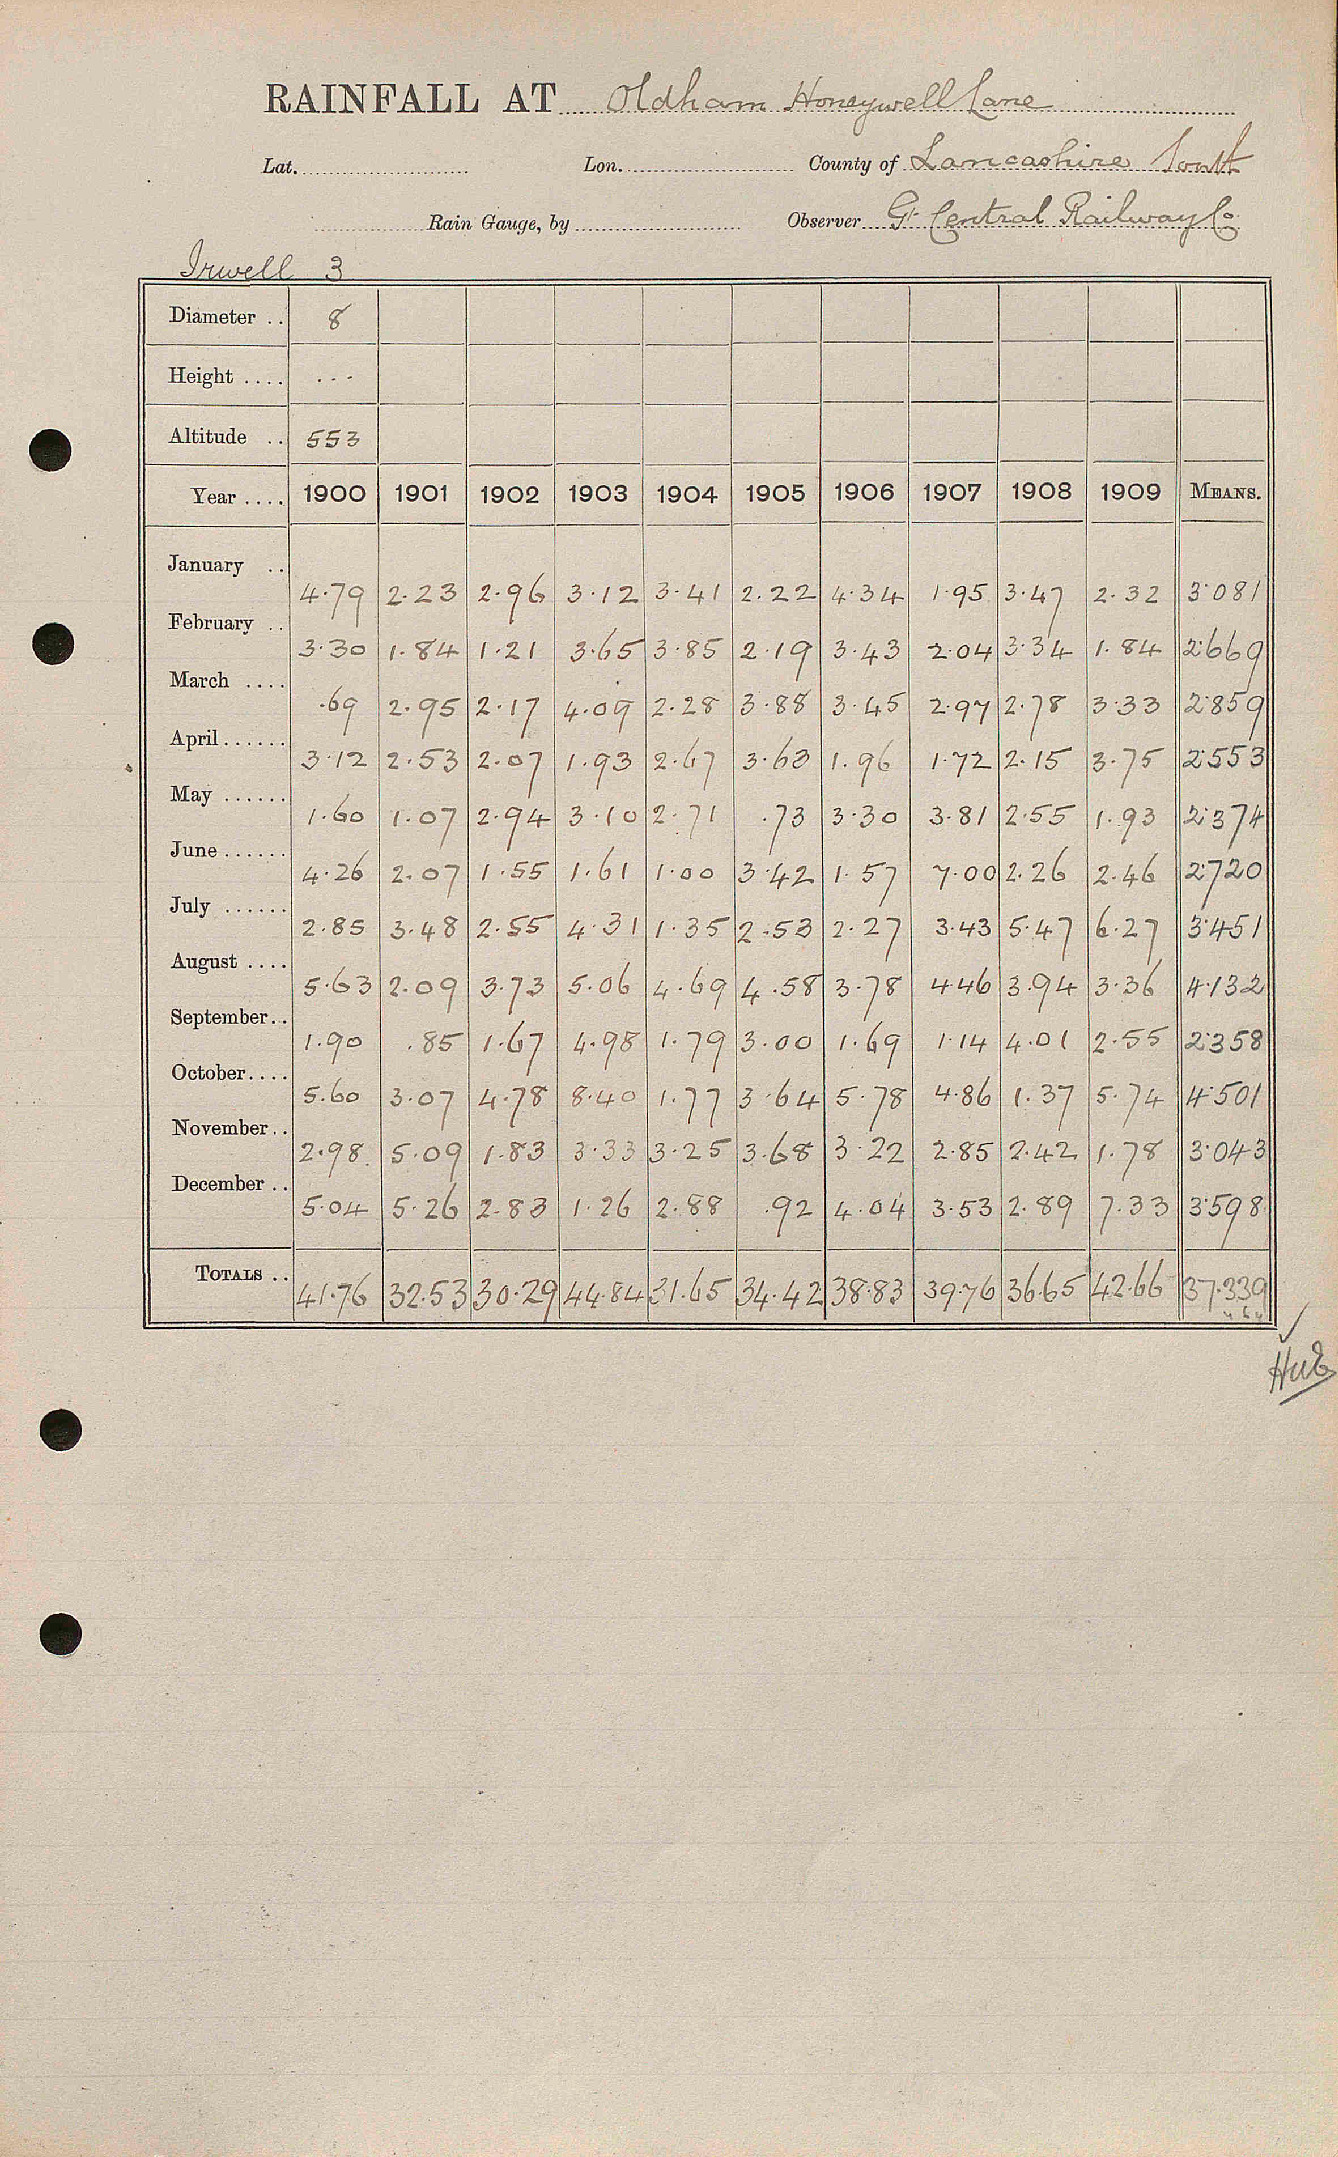 RAINFALL AT Oldham Honeywell Lane
Lat. Lon. County of Lancashire South
Rain Gauge, by Observer Gt Central Railway Co
Irwell 3
Diameter .. 8
Height .... ...
Altitude .. 553
Year .... 1900 1901 1902 1903 1904 1905 1906 1907 1908 1909 MEANS.
January .. 4.79 2.23 2.96 3.12 3.41 2.22 4.34 1.95 3.47 2.32 3.081
February .. 3.30 1.84 1.21 3.65 3.85 2.19 3.43 2.04 3.34 1.84 2.669
March .... .69 2.95 2.17 4.09 2.28 3.88 3.45 2.97 2.78 3.33 2.859
April ...... 3.12 2.53 2.07 1.93 2.67 3.63 1.96 1.72 2.15 3.75 2.553
May ...... 1.60 1.07 2.94 3.10 2.71 .73 3.30 3.81 2.55 1.93 2.374
June ...... 4.26 2.07 1.55 1.61 1.00 3.42 1.57 7.00 2.26 2.46 2.720
July ...... 2.85 3.48 2.55 4.31 1.35 2.53 2.27 3.43 5.47 6.27 3.451
August .... 5.63 2.09 3.73 5.06 4.69 4.58 3.78 4.46 3.94 3.36 4.132
September .. 1.90 .85 1.67 4.98 1.79 3.00 1.69 1.14 4.01 2.55 2.358
October .... 5.60 3.07 4.78 8.40 1.77 3.64 5.78 4.86 1.37 5.74 4.501
November .. 2.98 5.09 1.83 3.33 3.25 3.68 3.22 2.85 2.42 1.78 3.043
December .. 5.04 5.26 2.83 1.26 2.88 .92 4.04 3.53 2.89 7.33 3.598
TOTALS .. 41.76 32.53 30.29 44.84 31.65 34.42 38.83 39.76 36.65 42.66 37.339